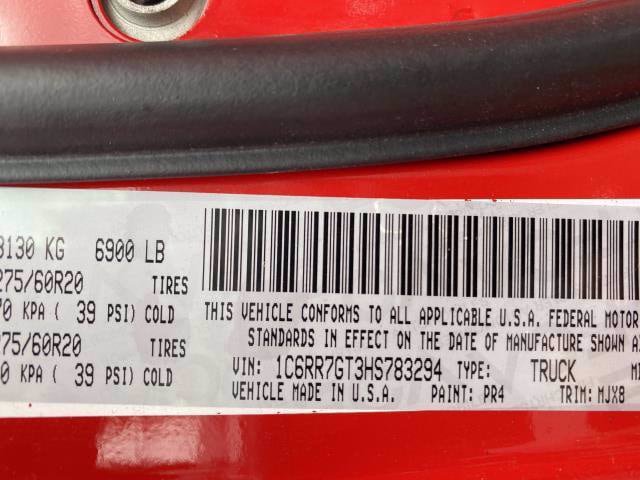 3130 KG 6900 LB
275/60R20 TIRES
70 KPA ( 39 PSI) COLD
275/60R20 TIRES
0 KPA ( 39 PSI) COLD
THIS VEHICLE CONFORMS TO ALL APPLICABLE U.S.A. FEDERAL MOTOR
STANDARDS IN EFFECT ON THE DATE OF MANUFACTURE SHOWN A
VIN: 1C6RR7GT3HS783294 TYPE: TRUCK
VEHICLE MADE IN U.S.A. PAINT: PR4 TRIM: MJX8